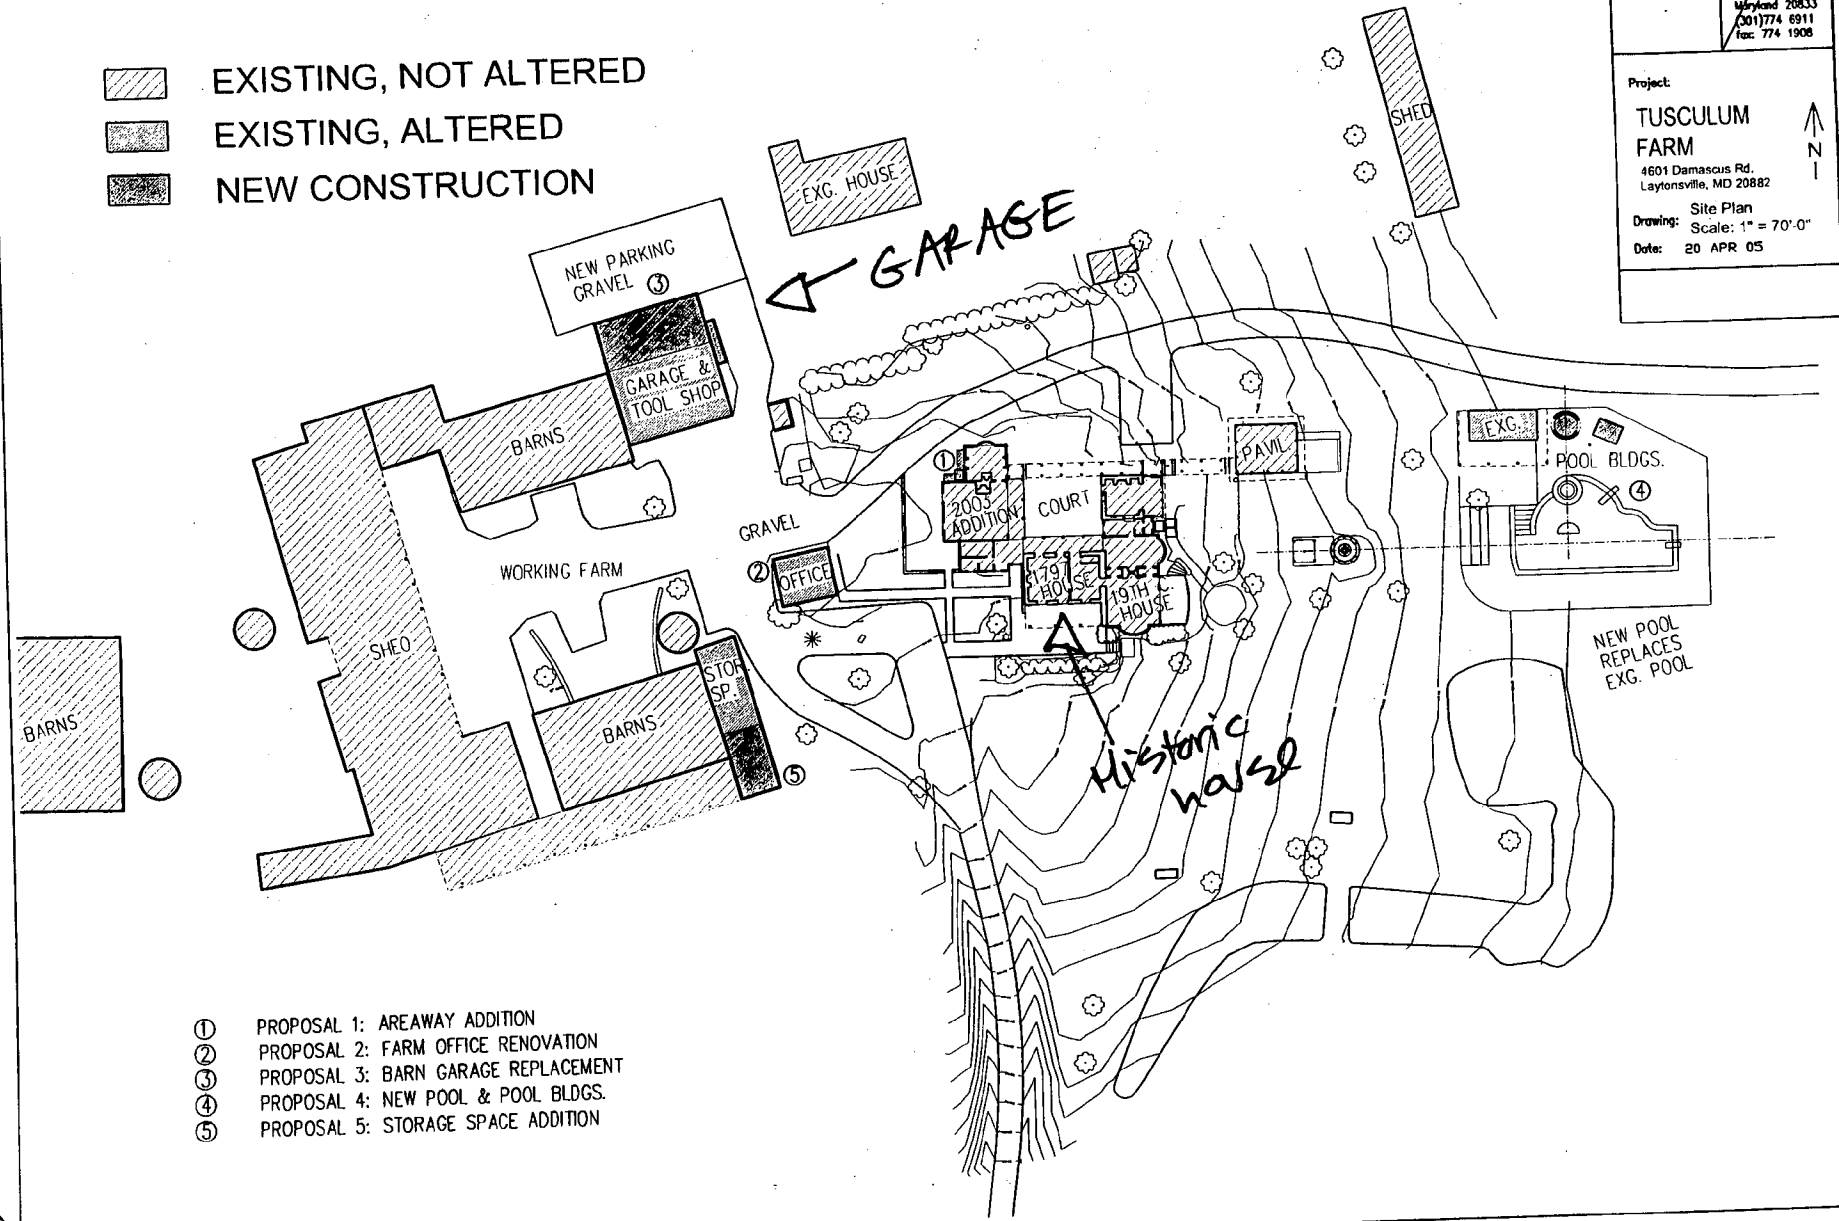 EXISTING, NOT ALTERED
EXISTING, ALTERED
NEW CONSTRUCTION
Maryland 20833
(301)774 6911
fax: 774 1908
Project:
TUSCULUM
FARM
4601 Damascus Rd.
Laytonsville, MD 20882
N
Drawing: Site Plan
Scale: 1" = 70'-0"
Date: 20 APR 05
SHED
EXG. HOUSE
GARAGE
NEW PARKING
GRAVEL ③
GARAGE &
TOOL SHOP
BARNS
EXG.
POOL BLDGS.
④
PAVIL
①
2003
ADDITION
COURT
GRAVEL
② OFFICE
WORKING FARM
1791
HOUSE
19TH C.
HOUSE
SHED
STOR.
SP.
BARNS
BARNS
⑤
NEW POOL
REPLACES
EXG. POOL
Historic
house
① PROPOSAL 1: AREAWAY ADDITION
② PROPOSAL 2: FARM OFFICE RENOVATION
③ PROPOSAL 3: BARN GARAGE REPLACEMENT
④ PROPOSAL 4: NEW POOL & POOL BLDGS.
⑤ PROPOSAL 5: STORAGE SPACE ADDITION